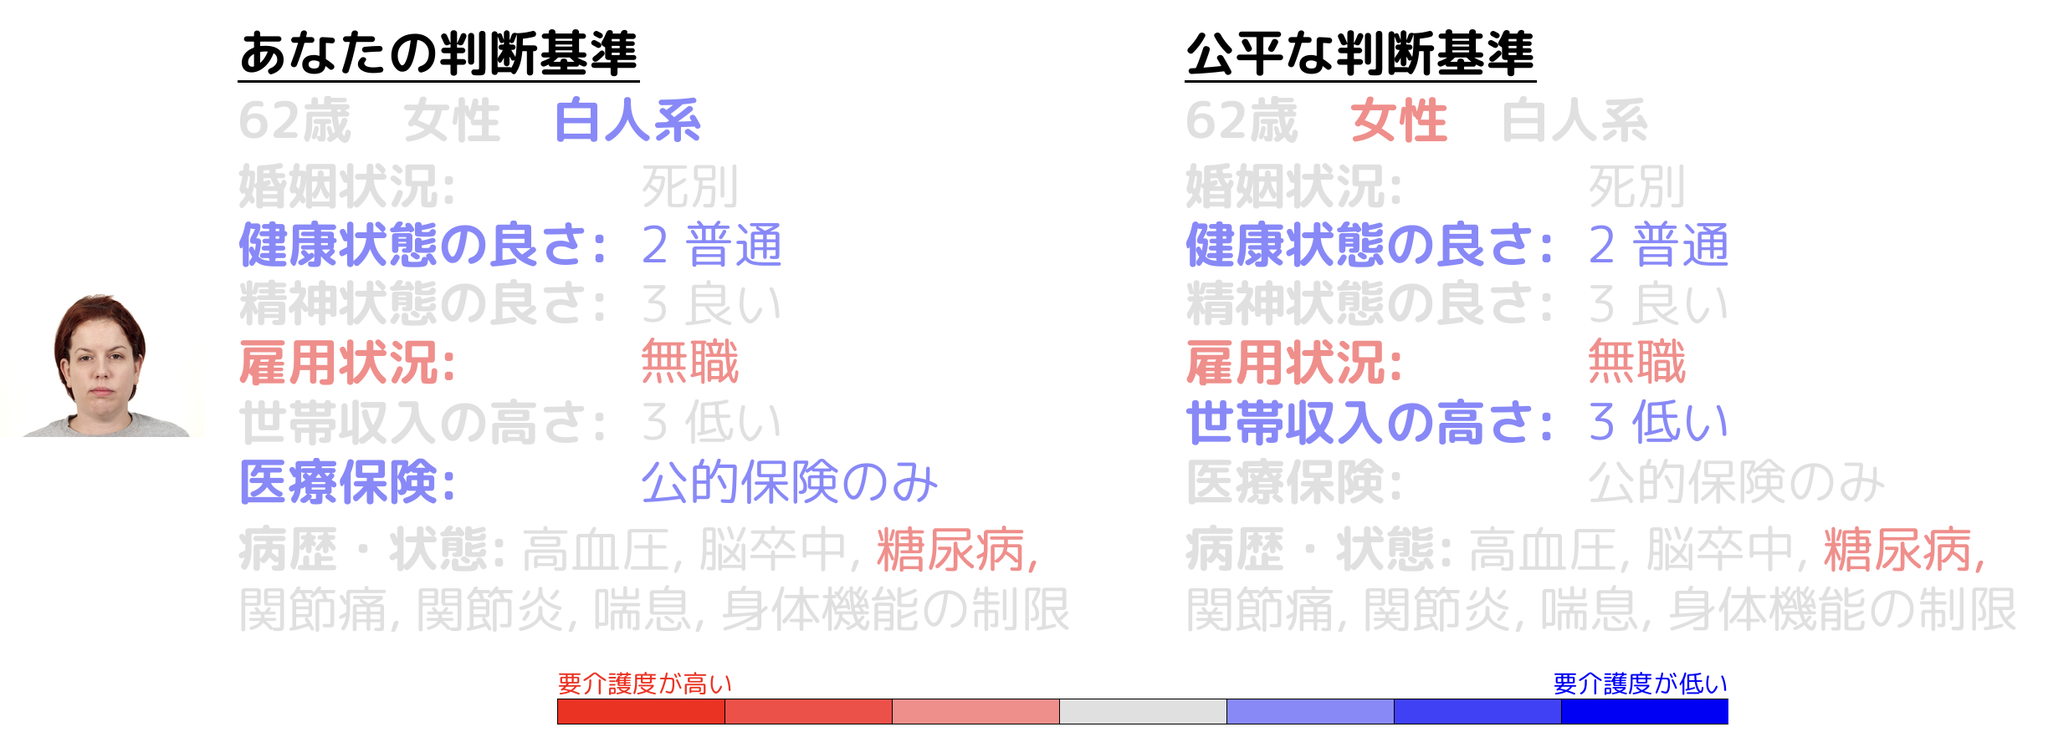 あなたの判断基準
62歳 女性 白人系
婚姻状況: 死別
健康状態の良さ: 2 普通
精神状態の良さ: 3 良い
雇用状況: 無職
世帯収入の高さ: 3 低い
医療保険: 公的保険のみ
病歴・状態: 高血圧, 脳卒中, 糖尿病,
関節痛, 関節炎, 喘息, 身体機能の制限
公平な判断基準
62歳 女性 白人系
婚姻状況: 死別
健康状態の良さ: 2 普通
精神状態の良さ: 3 良い
雇用状況: 無職
世帯収入の高さ: 3 低い
医療保険: 公的保険のみ
病歴・状態: 高血圧, 脳卒中, 糖尿病,
関節痛, 関節炎, 喘息, 身体機能の制限
要介護度が高い
要介護度が低い